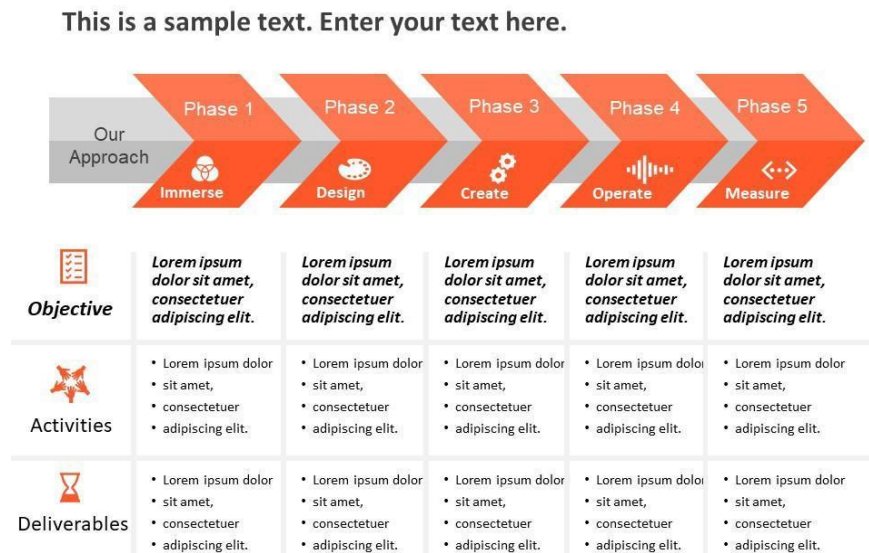 This is a sample text. Enter your text here.
Our
Approach
Phase 1
Phase 2
Phase 3
Phase 4
Phase 5
Immerse
Design
Create
Operate
Measure
Objective
Lorem ipsum
dolor sit amet,
consectetuer
adipiscing elit.
Lorem ipsum
dolor sit amet,
consectetuer
adipiscing elit.
Lorem ipsum
dolor sit amet,
consectetuer
adipiscing elit.
Lorem ipsum
dolor sit amet,
consectetuer
adipiscing elit.
Lorem ipsum
dolor sit amet,
consectetuer
adipiscing elit.
Activities
• Lorem ipsum dolor
• sit amet,
• consectetuer
• adipiscing elit.
• Lorem ipsum dolor
• sit amet,
• consectetuer
• adipiscing elit.
• Lorem ipsum dolor
• sit amet,
• consectetuer
• adipiscing elit.
• Lorem ipsum dolor
• sit amet,
• consectetuer
• adipiscing elit.
• Lorem ipsum dolor
• sit amet,
• consectetuer
• adipiscing elit.
Deliverables
• Lorem ipsum dolor
• sit amet,
• consectetuer
• adipiscing elit.
• Lorem ipsum dolor
• sit amet,
• consectetuer
• adipiscing elit.
• Lorem ipsum dolor
• sit amet,
• consectetuer
• adipiscing elit.
• Lorem ipsum dolor
• sit amet,
• consectetuer
• adipiscing elit.
• Lorem ipsum dolor
• sit amet,
• consectetuer
• adipiscing elit.